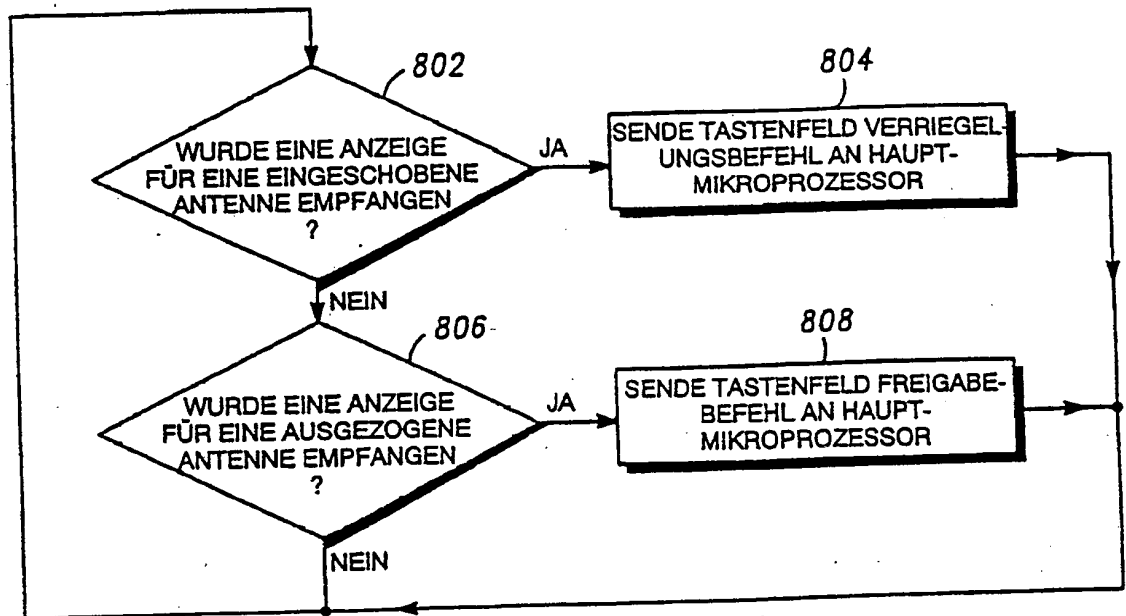 802
WURDE EINE ANZEIGE
FÜR EINE EINGESCHOBENE
ANTENNE EMPFANGEN
?
JA
804
SENDE TASTENFELD VERRIEGEL-
UNGSBEFEHL AN HAUPT-
MIKROPROZESSOR
NEIN
806
WURDE EINE ANZEIGE
FÜR EINE AUSGEZOGENE
ANTENNE EMPFANGEN
?
JA
808
SENDE TASTENFELD FREIGABE-
BEFEHL AN HAUPT-
MIKROPROZESSOR
NEIN